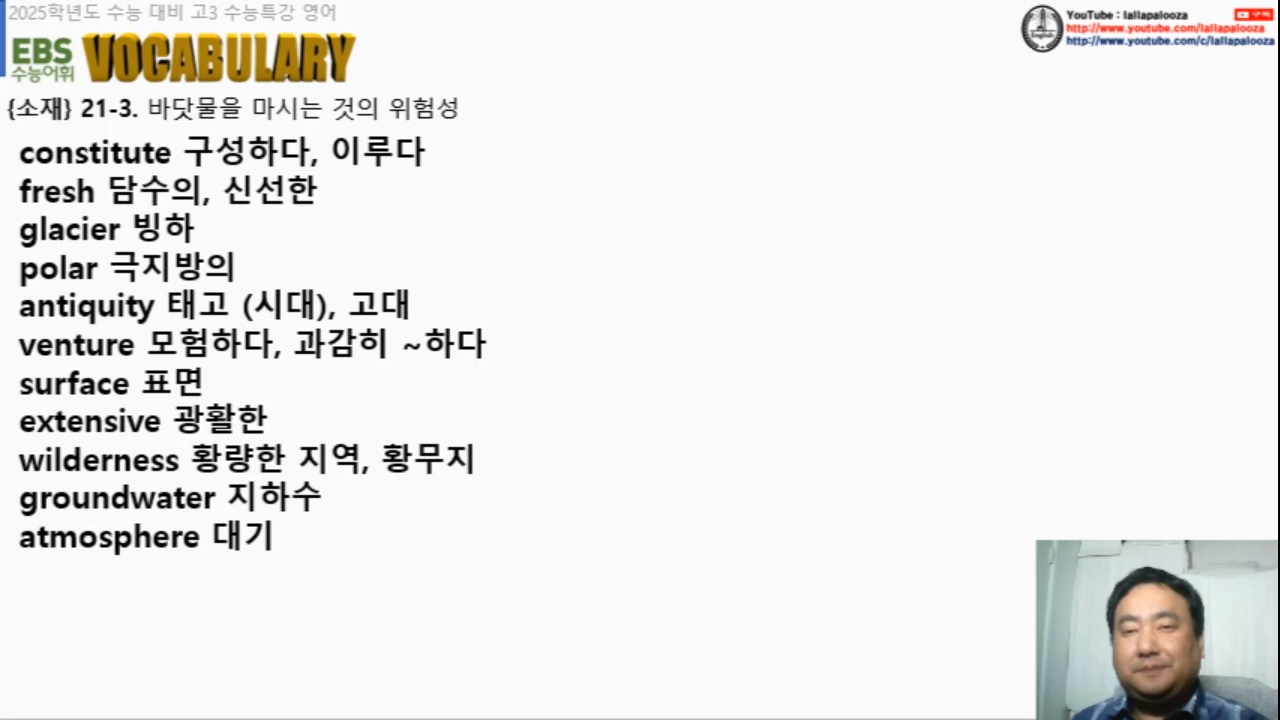 2025학년도 수능 대비 고3 수능특강 영어
EBS
수능어휘
VOCABULARY
YouTube : lallapalooza
구독
http://www.youtube.com/lallapalooza
http://www.youtube.com/c/lallapalooza
English
{소재} 21-3. 바닷물을 마시는 것의 위험성
constitute 구성하다, 이루다
fresh 담수의, 신선한
glacier 빙하
polar 극지방의
antiquity 태고 (시대), 고대
venture 모험하다, 과감히 ~하다
surface 표면
extensive 광활한
wilderness 황량한 지역, 황무지
groundwater 지하수
atmosphere 대기